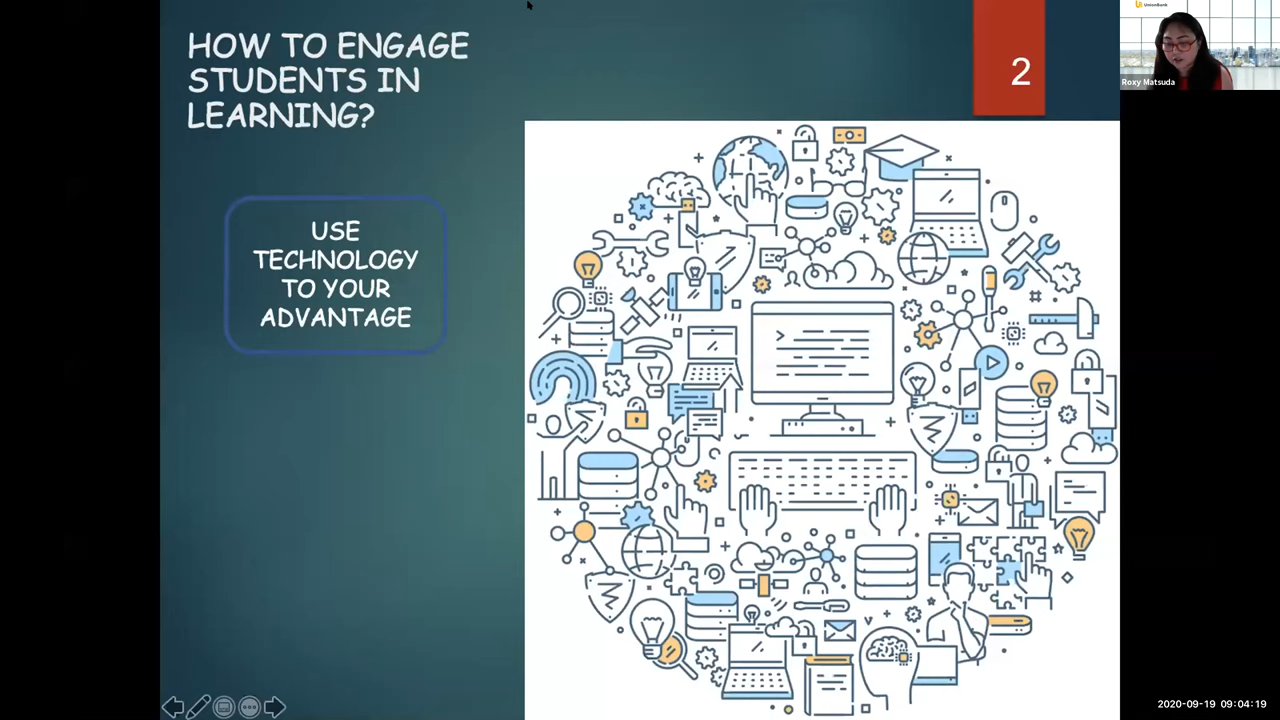 HOW TO ENGAGE
STUDENTS IN
LEARNING?
2
USE
TECHNOLOGY
TO YOUR
ADVANTAGE
UnionBank
Roxy Matsuda
2020-09-19 09:04:19